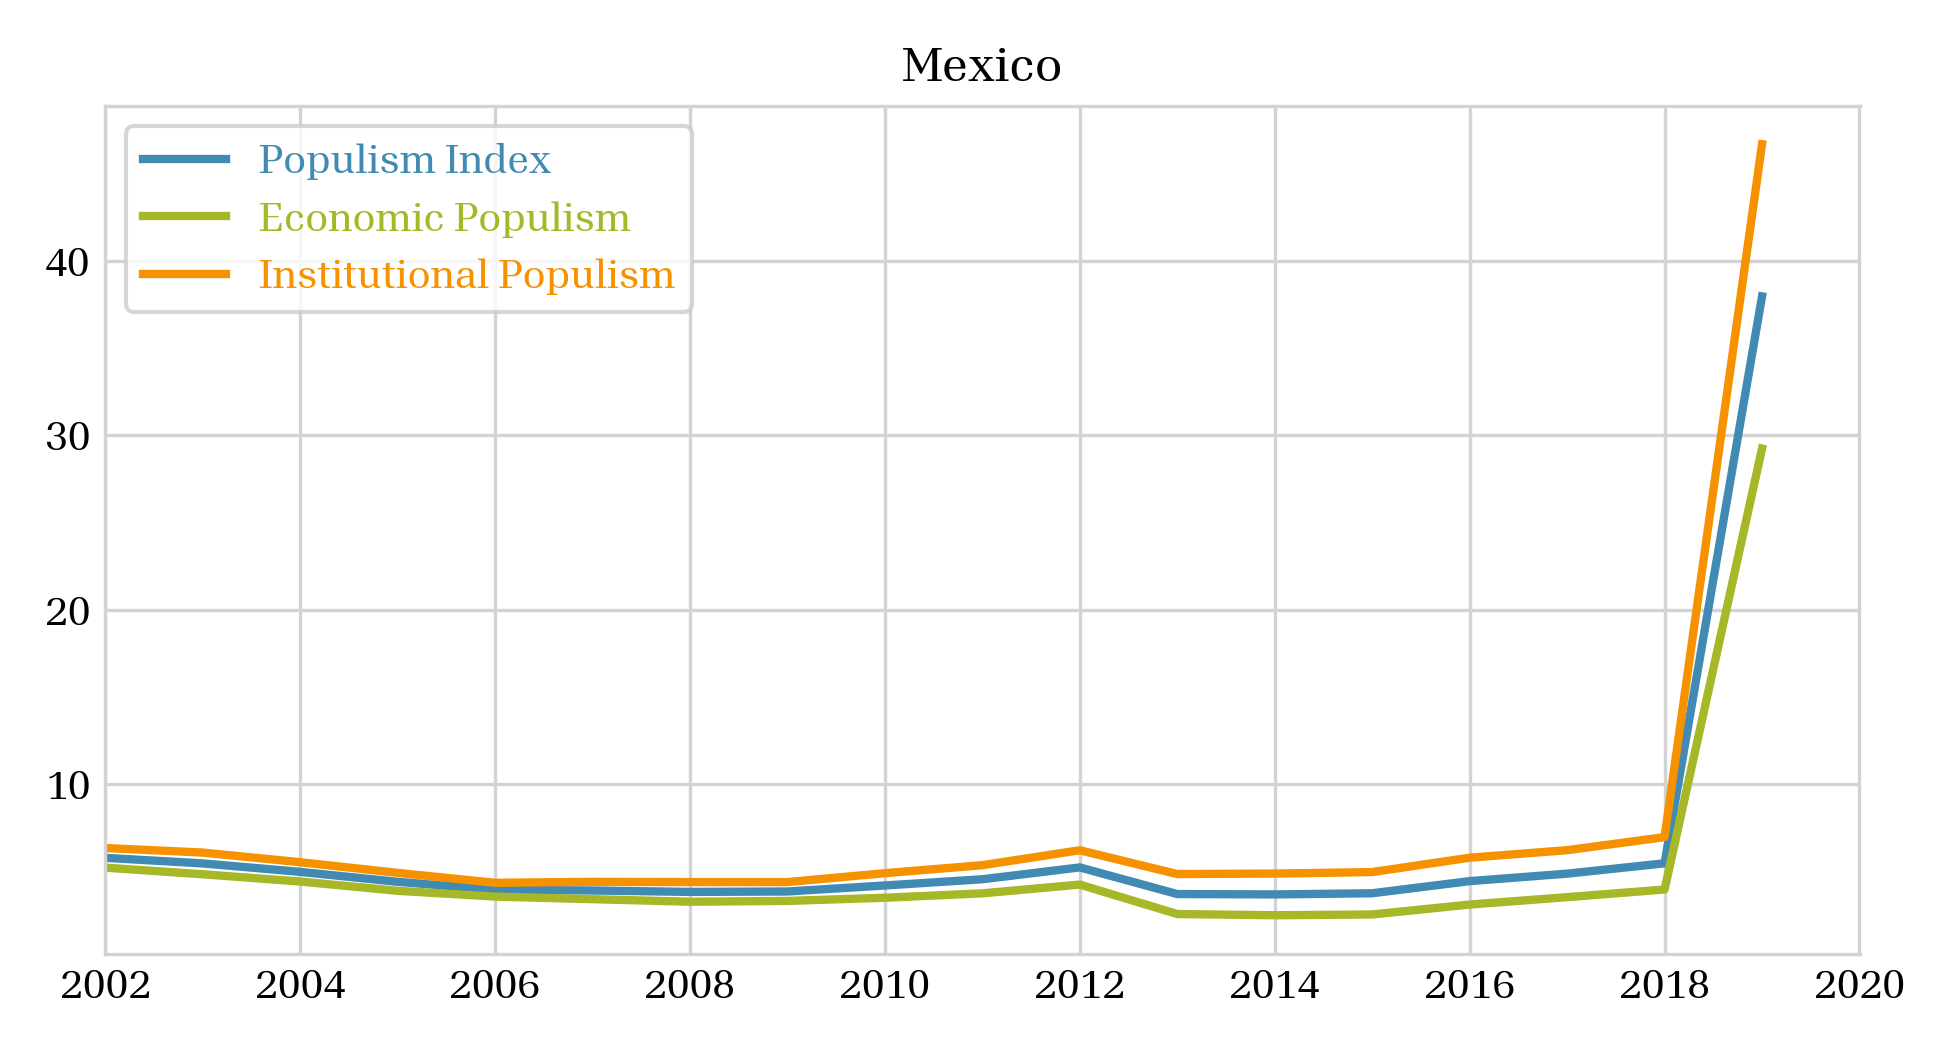 Mexico
Populism Index
Economic Populism
Institutional Populism
40
30
20
10
2002 2004 2006 2008 2010 2012 2014 2016 2018 2020